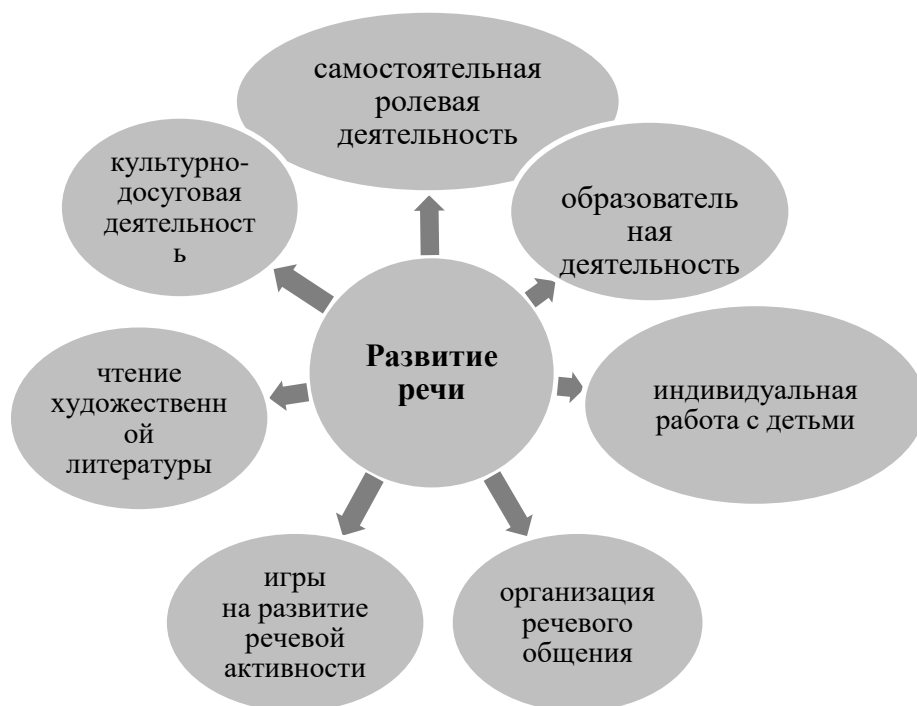 самостоятельная
ролевая
деятельность
культурно-
досуговая
деятельност
ь
образователь
ная
деятельность
Развитие
речи
чтение
художественн
ой
литературы
индивидуальная
работа с детьми
игры
на развитие
речевой
активности
организация
речевого
общения